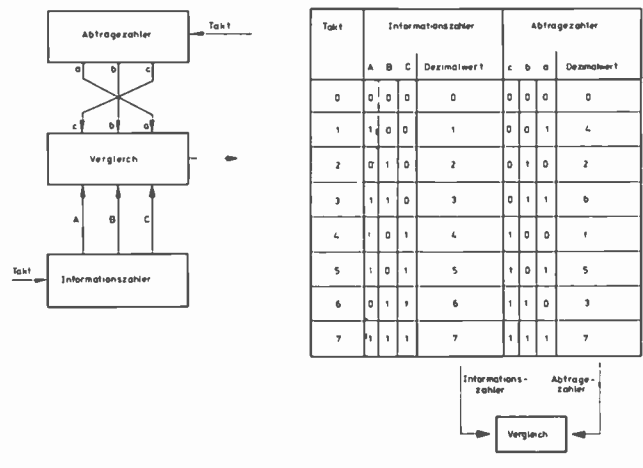 Takt
Abfragezähler
a b c
c b a
Vergleich
A B C
Takt
Informationszähler
Takt Informationszähler Abfragezähler
A B C Dezimalwert c b a Dezimalwert
0 0 0 0 0 0 0 0 0
1 1 0 0 1 0 0 1 4
2 0 1 0 2 0 1 0 2
3 1 1 0 3 0 1 1 6
4 0 1 4 1 0 0 1
5 1 0 1 5 1 0 1 5
6 0 1 1 6 1 1 0 3
7 1 1 1 7 1 1 1 7
Informations- Abfrage-
zähler zähler
Vergleich